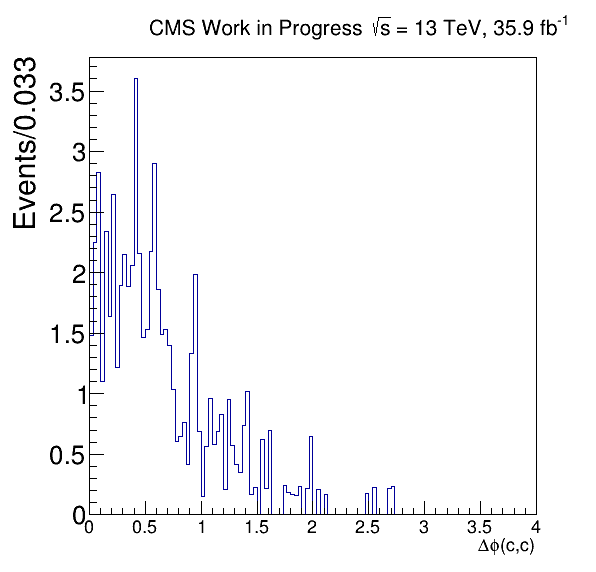 CMS Work in Progress √s = 13 TeV, 35.9 fb⁻¹
Events/0.033
3.5
3
2.5
2
1.5
1
0.5
0
0 0.5 1 1.5 2 2.5 3 3.5 4
Δϕ(c,c)